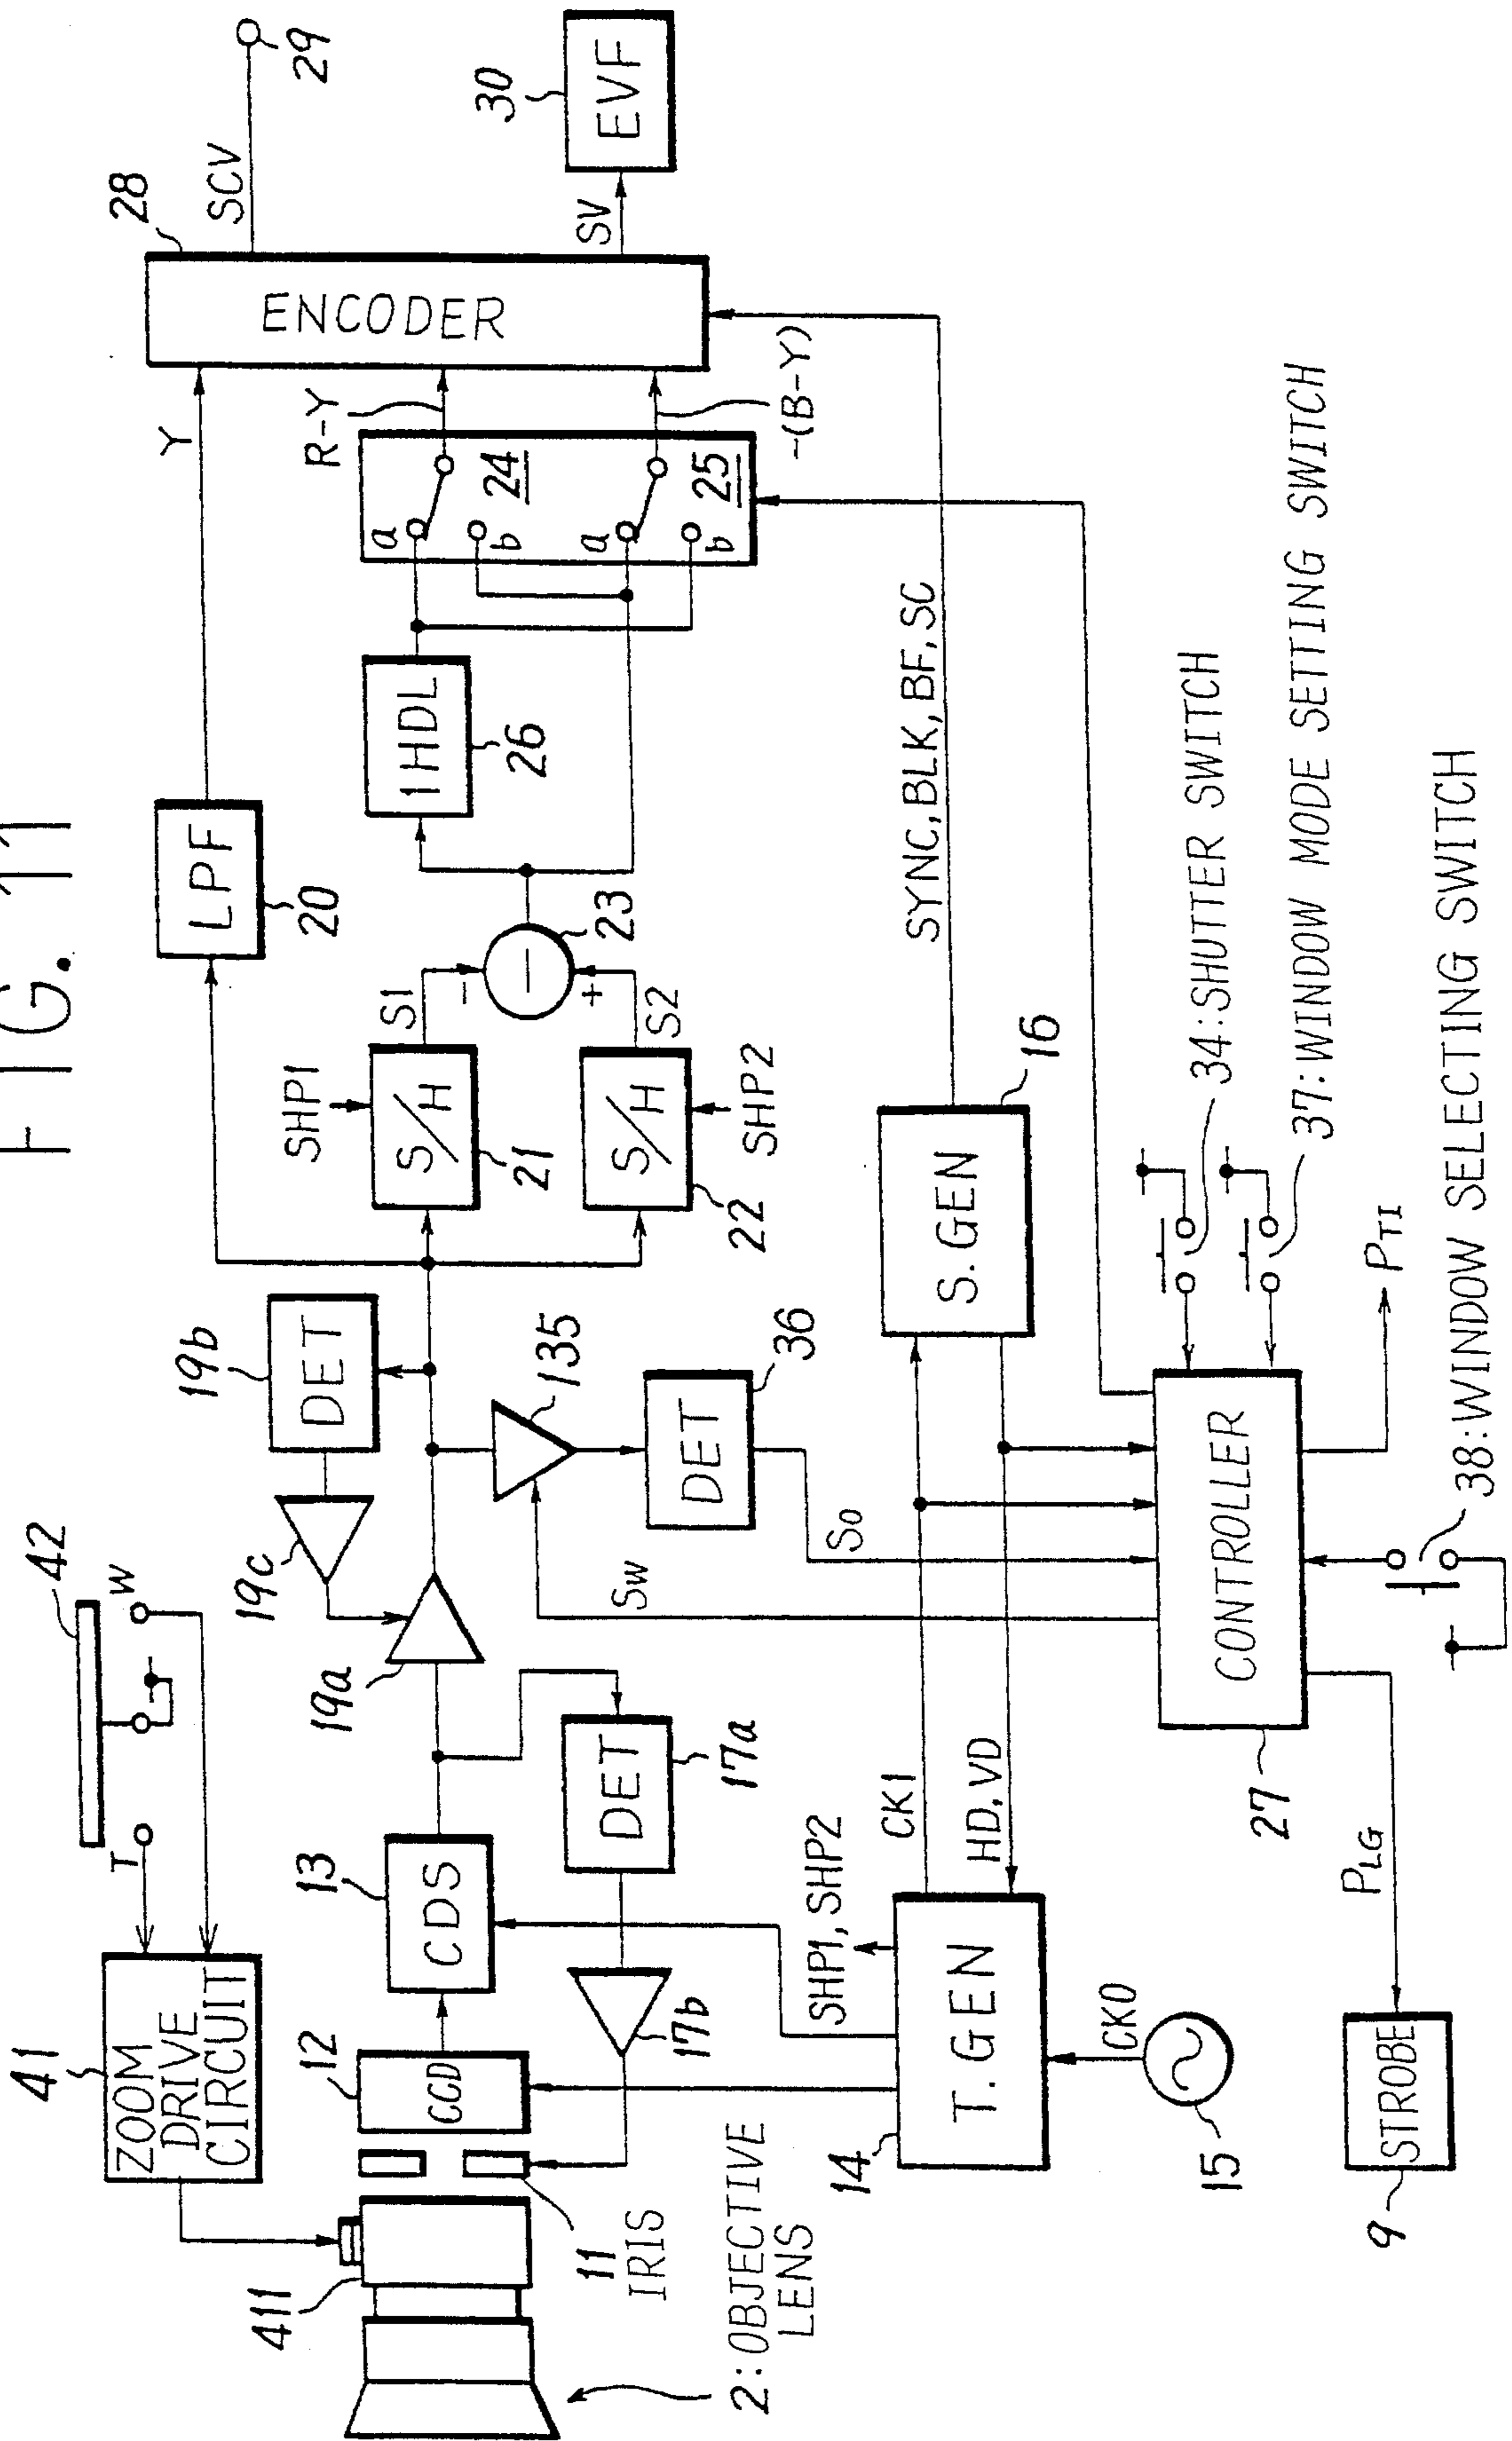 FIG. 11
41
ZOOM
DRIVE
CIRCUIT
T
W
42
411
2:OBJECTIVE
LENS
11
IRIS
12
CCD
13
CDS
17a
DET
17b
19a
19b
DET
19c
135
36
DET
SW
S0
LPF
20
Y
SHP1
S/H
21
S1
S/H
22
SHP2
S2
-
+
−
23
1HDL
26
a
b
24
a
b
25
R-Y
-(B-Y)
ENCODER
28
SCV
29
SV
30
EVF
14
T. GEN
SHP1, SHP2
CK1
HD, VD
CK0
15
S. GEN
16
SYNC, BLK, BF, SC
CONTROLLER
27
34:SHUTTER SWITCH
37:WINDOW MODE SETTING SWITCH
38:WINDOW SELECTING SWITCH
PTI
PLG
STROBE
9